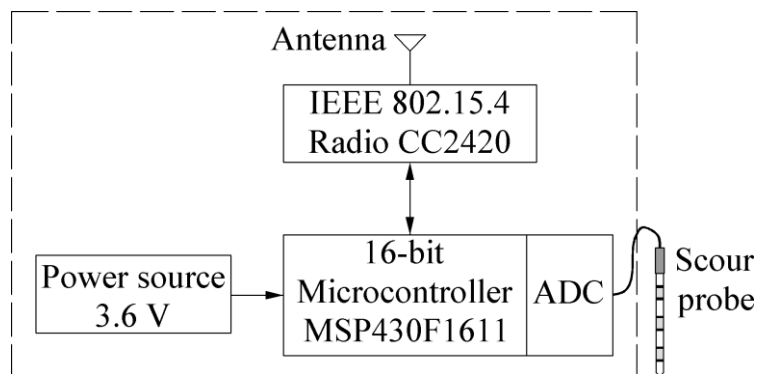 Antenna
IEEE 802.15.4
Radio CC2420
Power source
3.6 V
16-bit
Microcontroller
MSP430F1611
ADC
Scour
probe